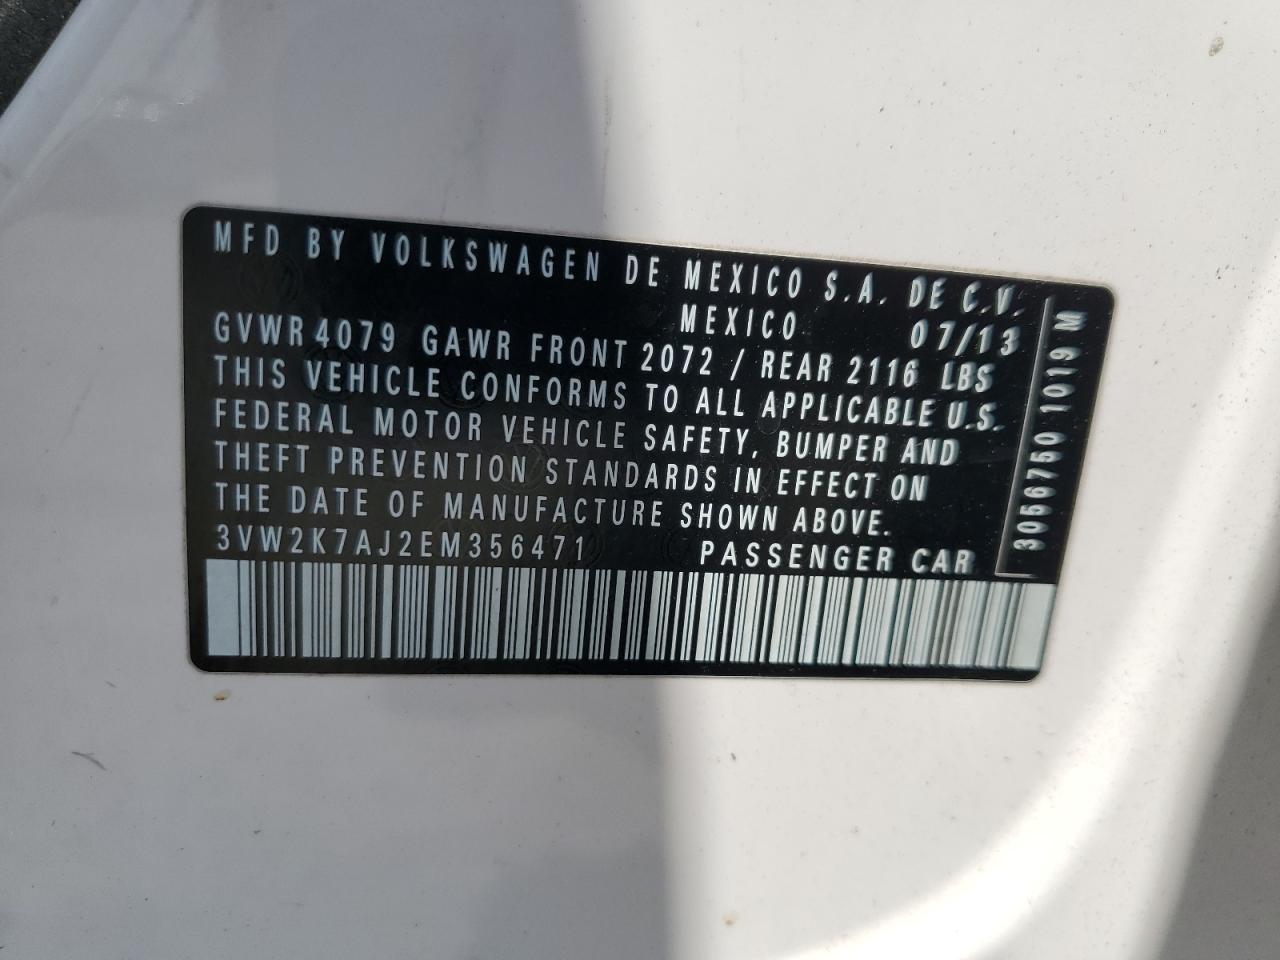 MFD BY VOLKSWAGEN DE MEXICO S.A. DE C.V.
MEXICO 07/13
GVWR 4079 GAWR FRONT 2072 / REAR 2116 LBS
THIS VEHICLE CONFORMS TO ALL APPLICABLE U.S.
FEDERAL MOTOR VEHICLE SAFETY, BUMPER AND
THEFT PREVENTION STANDARDS IN EFFECT ON
THE DATE OF MANUFACTURE SHOWN ABOVE.
3VW2K7AJ2EM356471 PASSENGER CAR
3056750 1019 M